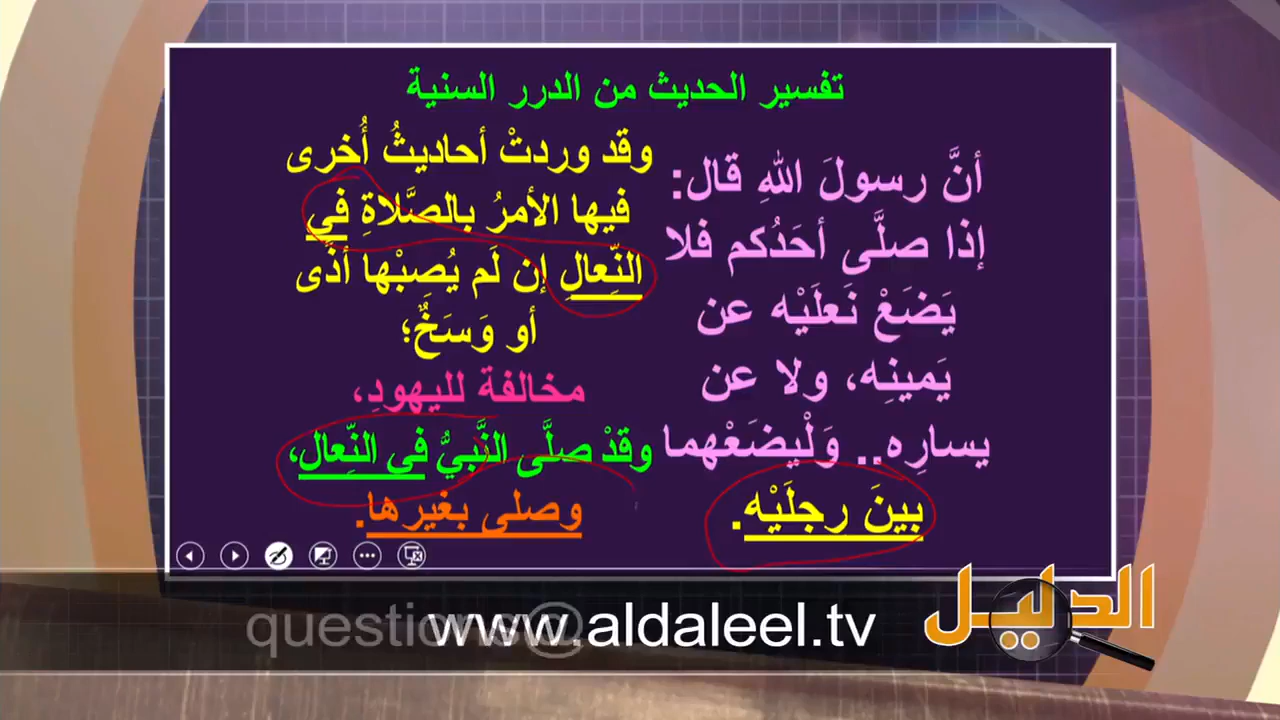 تفسير الحديث من الدرر السنية
أنَّ رسولَ اللهِ قال:
إذا صلَّى أحَدُكم فلا
يَضَعْ نَعلَيْه عن
يَمينِه، ولا عن
يسارِه.. وَلْيضَعْهما
بينَ رجلَيْه.
وقد وردتْ أحاديثُ أُخرى
فيها الأمرُ بالصَّلاةِ في
النِّعالِ إن لَم يُصبْها أذًى
أو وَسَخٌ؛
مخالفة لليهودِ،
وقدْ صلَّى النَّبيُّ في النِّعالِ،
وصلى بغيرها.
الدليل
questions@
www.aldaleel.tv